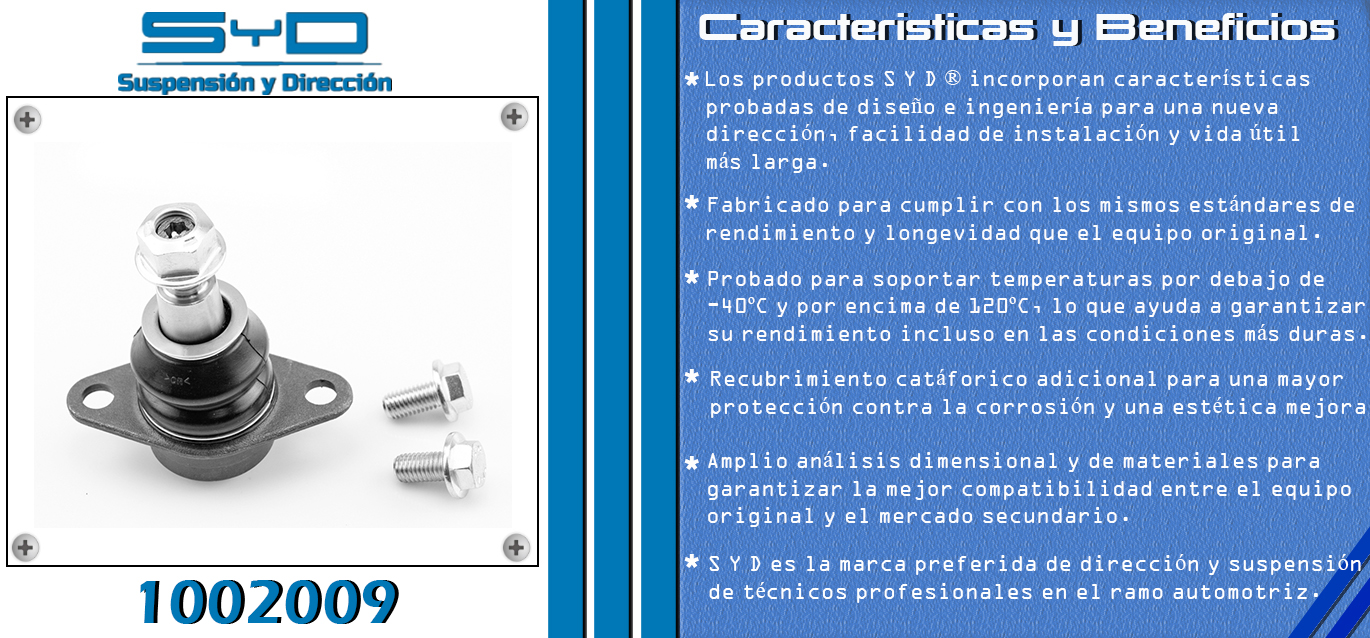 SYD
Suspensión y Dirección
1002009
Caracteristicas y Beneficios
* Los productos S Y D ® incorporan características
probadas de diseño e ingeniería para una nueva
dirección, facilidad de instalación y vida útil
más larga.
* Fabricado para cumplir con los mismos estándares de
rendimiento y longevidad que el equipo original.
* Probado para soportar temperaturas por debajo de
-40ºC y por encima de 120ºC, lo que ayuda a garantizar
su rendimiento incluso en las condiciones más duras.
* Recubrimiento catáforico adicional para una mayor
protección contra la corrosión y una estética mejora
* Amplio análisis dimensional y de materiales para
garantizar la mejor compatibilidad entre el equipo
original y el mercado secundario.
* S Y D es la marca preferida de dirección y suspensión
de técnicos profesionales en el ramo automotriz.